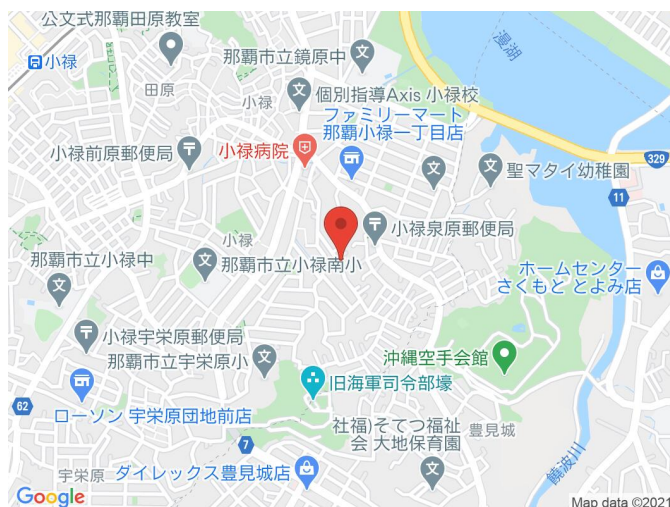 公文式那覇田原教室
漫湖
那覇市立鏡原中
小禄
田原
小禄
個別指導Axis 小禄校
ファミリーマート
那覇小禄一丁目店
小禄前原郵便局
小禄病院
329
聖マタイ幼稚園
11
小禄泉原郵便局
小禄
那覇市立小禄中
那覇市立小禄南小
ホームセンター
さくもと とよみ店
小禄宇栄原郵便局
那覇市立宇栄原小
沖縄空手会館
旧海軍司令部壕
62
ローソン 宇栄原団地前店
社福)そてつ福祉
会 大地保育園
豊見城
7
饒波川
宇栄原
ダイレックス豊見城店
Google
Map data ©2021